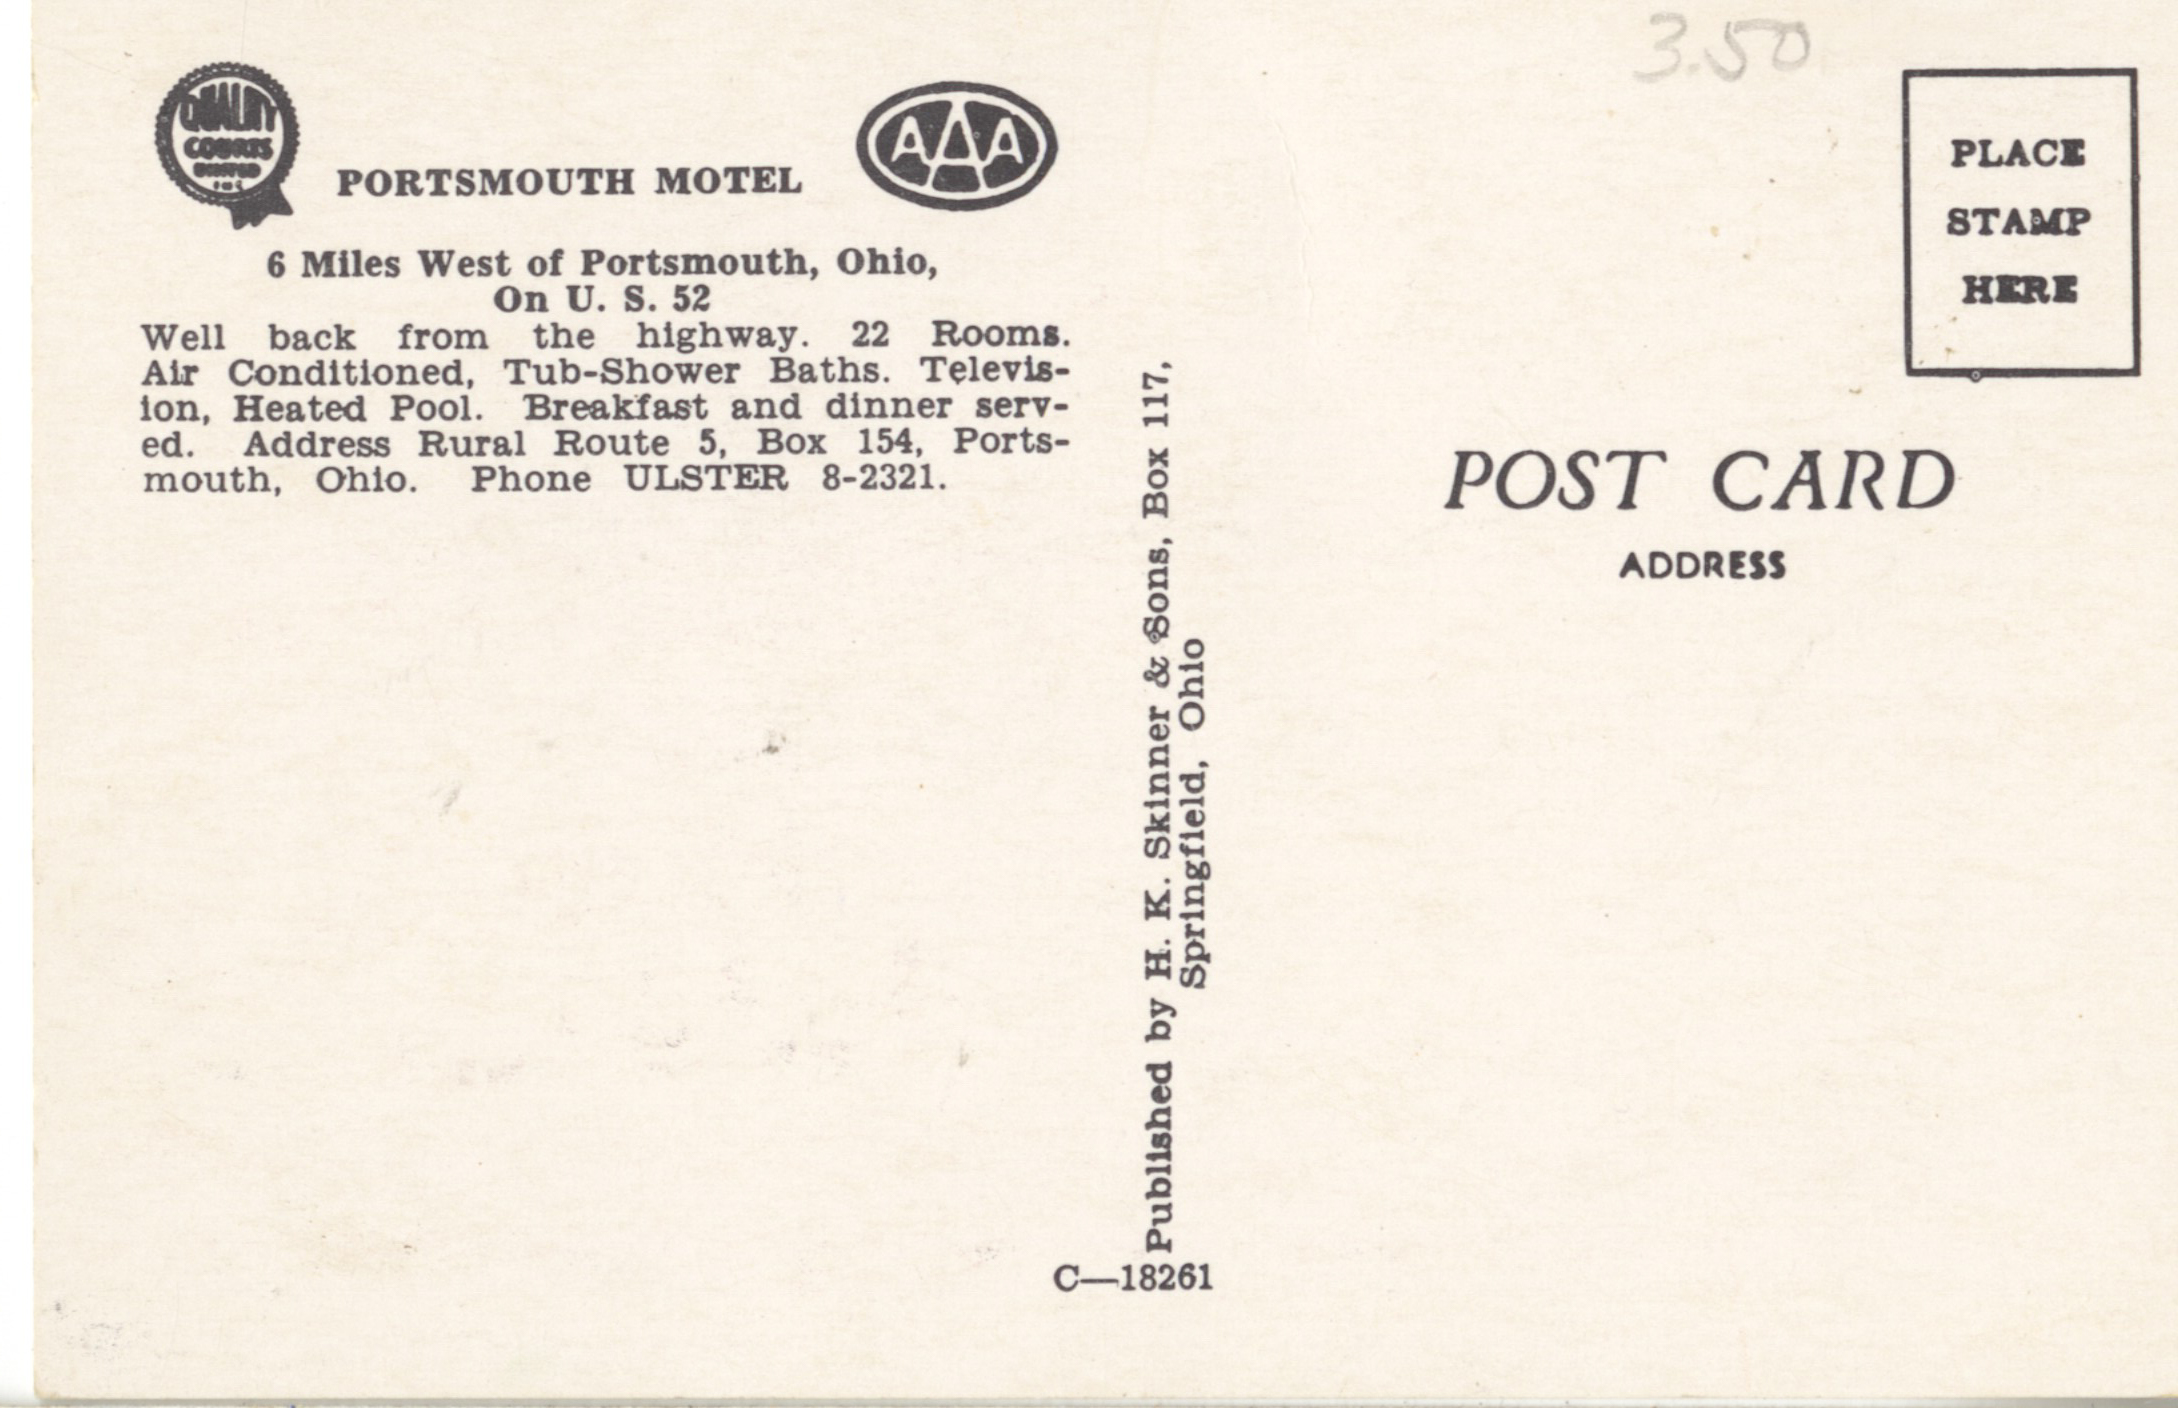 3.50
QUALITY
COURTS
UNITED
INC
AAA
PORTSMOUTH MOTEL
6 Miles West of Portsmouth, Ohio,
On U. S. 52
Well back from the highway. 22 Rooms.
Air Conditioned, Tub-Shower Baths. Televis-
ion, Heated Pool. Breakfast and dinner serv-
ed. Address Rural Route 5, Box 154, Ports-
mouth, Ohio. Phone ULSTER 8-2321.
Published by H. K. Skinner & Sons, Box 117,
Springfield, Ohio
C—18261
PLACE
STAMP
HERE
POST CARD
ADDRESS